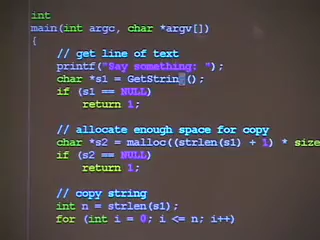 int
main(int argc, char *argv[])
{
// get line of text
printf("Say something: ");
char *s1 = GetString();
if (s1 == NULL)
return 1;
// allocate enough space for copy
char *s2 = malloc((strlen(s1) + 1) * size
if (s2 == NULL)
return 1;
// copy string
int n = strlen(s1);
for (int i = 0; i <= n; i++)